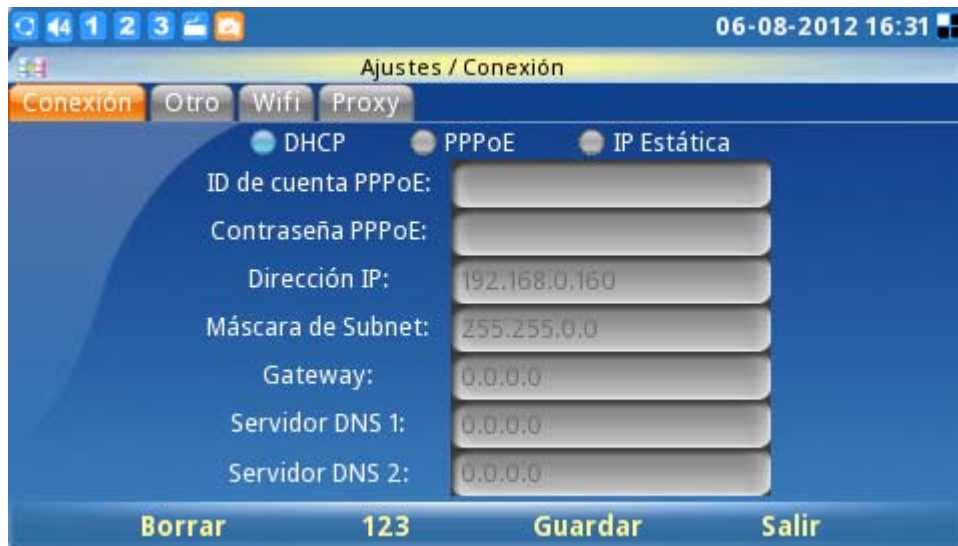 4 1 2 3 06-08-2012 16:31
Ajustes / Conexión
Conexión Otro Wifi Proxy
DHCP PPPoE IP Estática
ID de cuenta PPPoE:
Contraseña PPPoE:
Dirección IP: 192.168.0.160
Máscara de Subnet: 255.255.0.0
Gateway: 0.0.0.0
Servidor DNS 1: 0.0.0.0
Servidor DNS 2: 0.0.0.0
Borrar 123 Guardar Salir